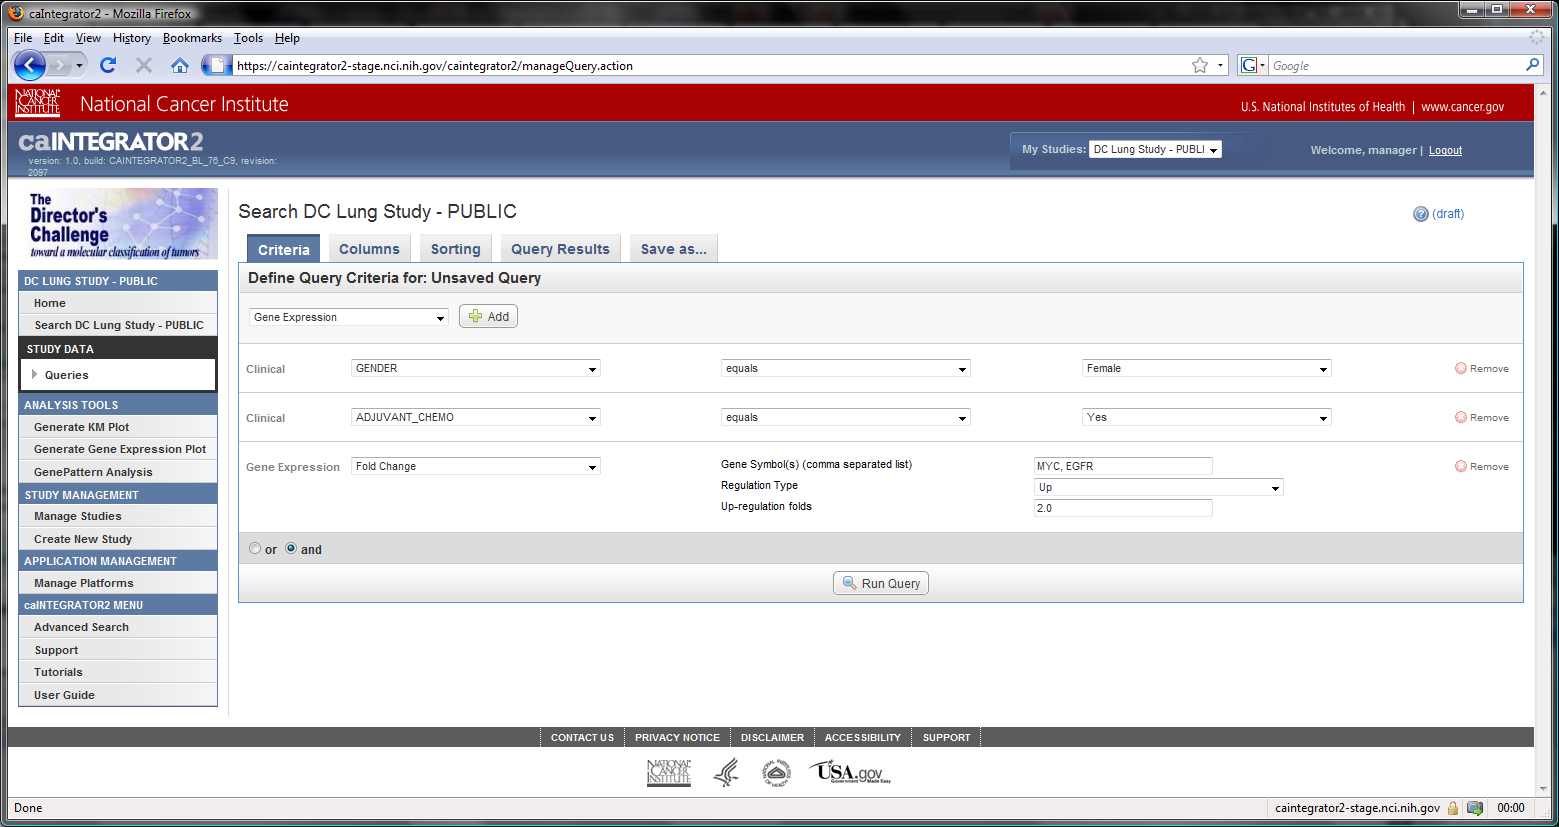 caIntegrator2 - Mozilla Firefox
File Edit View History Bookmarks Tools Help
https://caintegrator2-stage.nci.nih.gov/caintegrator2/manageQuery.action
G Google
NATIONAL CANCER INSTITUTE National Cancer Institute
U.S. National Institutes of Health | www.cancer.gov
caINTEGRATOR2
version: 1.0, build: CAINTEGRATOR2_BL_76_C9, revision:
2097
My Studies: DC Lung Study - PUBLI
Welcome, manager | Logout
The
Director's
Challenge
toward a molecular classification of tumors
DC LUNG STUDY - PUBLIC
Home
Search DC Lung Study - PUBLIC
STUDY DATA
Queries
ANALYSIS TOOLS
Generate KM Plot
Generate Gene Expression Plot
GenePattern Analysis
STUDY MANAGEMENT
Manage Studies
Create New Study
APPLICATION MANAGEMENT
Manage Platforms
caINTEGRATOR2 MENU
Advanced Search
Support
Tutorials
User Guide
Search DC Lung Study - PUBLIC
? (draft)
Criteria Columns Sorting Query Results Save as...
Define Query Criteria for: Unsaved Query
Gene Expression Add
Clinical GENDER equals Female Remove
Clinical ADJUVANT_CHEMO equals Yes Remove
Gene Expression Fold Change Gene Symbol(s) (comma separated list) MYC, EGFR Remove
Regulation Type Up
Up-regulation folds 2.0
or and
Run Query
CONTACT US PRIVACY NOTICE DISCLAIMER ACCESSIBILITY SUPPORT
NATIONAL CANCER INSTITUTE
USA.gov
Government Made Easy
Done
caintegrator2-stage.nci.nih.gov 00:00